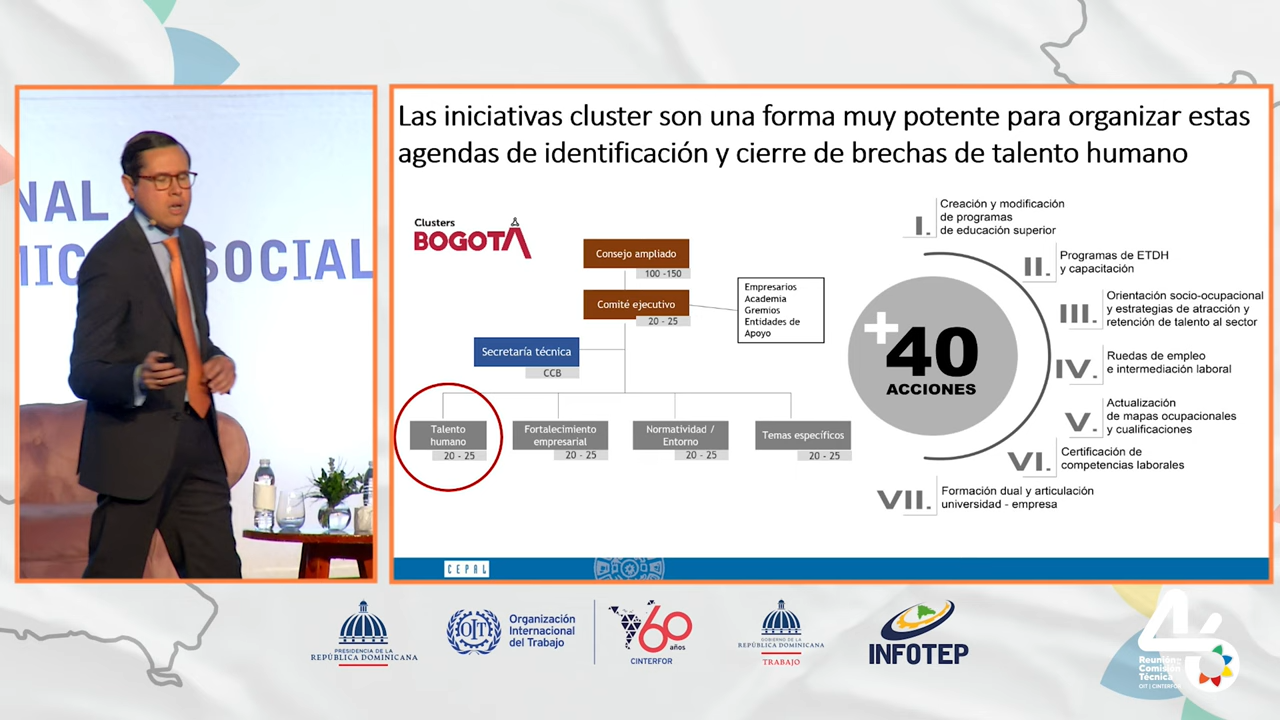 Las iniciativas cluster son una forma muy potente para organizar estas
agendas de identificación y cierre de brechas de talento humano
NAL
MIC
SOCIAL
Clusters
BOGOTÁ
Consejo ampliado
100 -150
Comité ejecutivo
20 - 25
Empresarios
Academia
Gremios
Entidades de
Apoyo
Secretaría técnica
CCB
Talento
humano
20 - 25
Fortalecimiento
empresarial
20 - 25
Normatividad /
Entorno
20 - 25
Temas específicos
20 - 25
+40
ACCIONES
I.
Creación y modificación
de programas
de educación superior
II.
Programas de ETDH
y capacitación
III.
Orientación socio-ocupacional
y estrategias de atracción y
retención de talento al sector
IV.
Ruedas de empleo
e intermediación laboral
V.
Actualización
de mapas ocupacionales
y cualificaciones
VI.
Certificación de
competencias laborales
VII.
Formación dual y articulación
universidad - empresa
CEPAL
PRESIDENCIA DE LA
REPÚBLICA DOMINICANA
OIT
Organización
Internacional
del Trabajo
60
años
CINTERFOR
GOBIERNO DE LA
REPÚBLICA DOMINICANA
TRABAJO
INFOTEP
46
Reunión
Comisión
Técnica
OIT | CINTERFOR